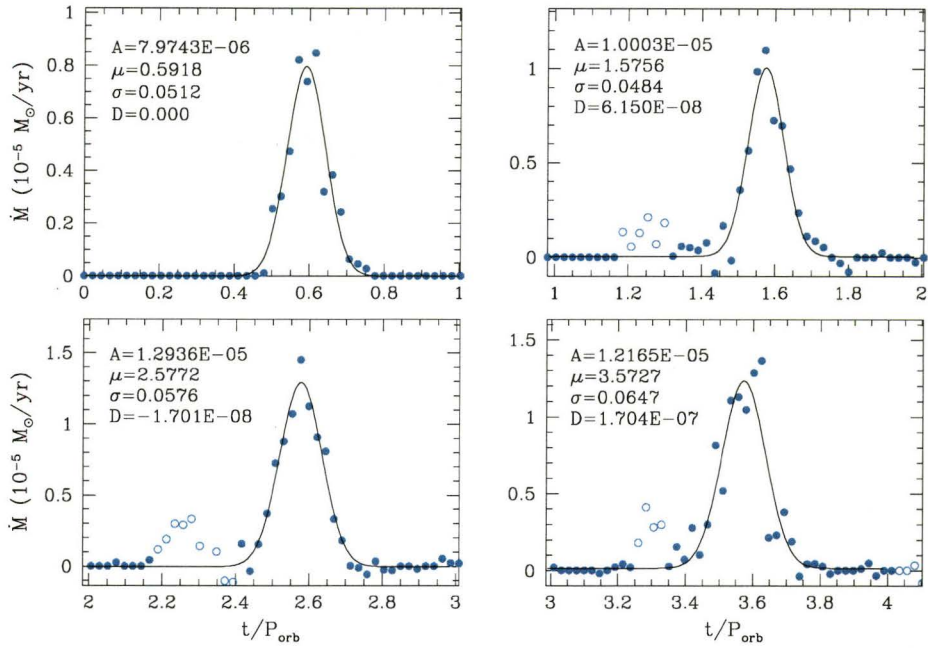 A=7.9743E−06
μ=0.5918
σ=0.0512
D=0.000
Ṁ (10⁻⁵ M⊙/yr)
0.8
0.6
0.4
0.2
0
0 0.2 0.4 0.6 0.8 1
A=1.0003E−05
μ=1.5756
σ=0.0484
D=6.150E−08
1
0.5
0
1 1.2 1.4 1.6 1.8 2
A=1.2936E−05
μ=2.5772
σ=0.0576
D=−1.701E−08
Ṁ (10⁻⁵ M⊙/yr)
1.5
1
0.5
0
2 2.2 2.4 2.6 2.8 3
t/Porb
A=1.2165E−05
μ=3.5727
σ=0.0647
D=1.704E−07
1.5
1
0.5
0
3 3.2 3.4 3.6 3.8 4
t/Porb